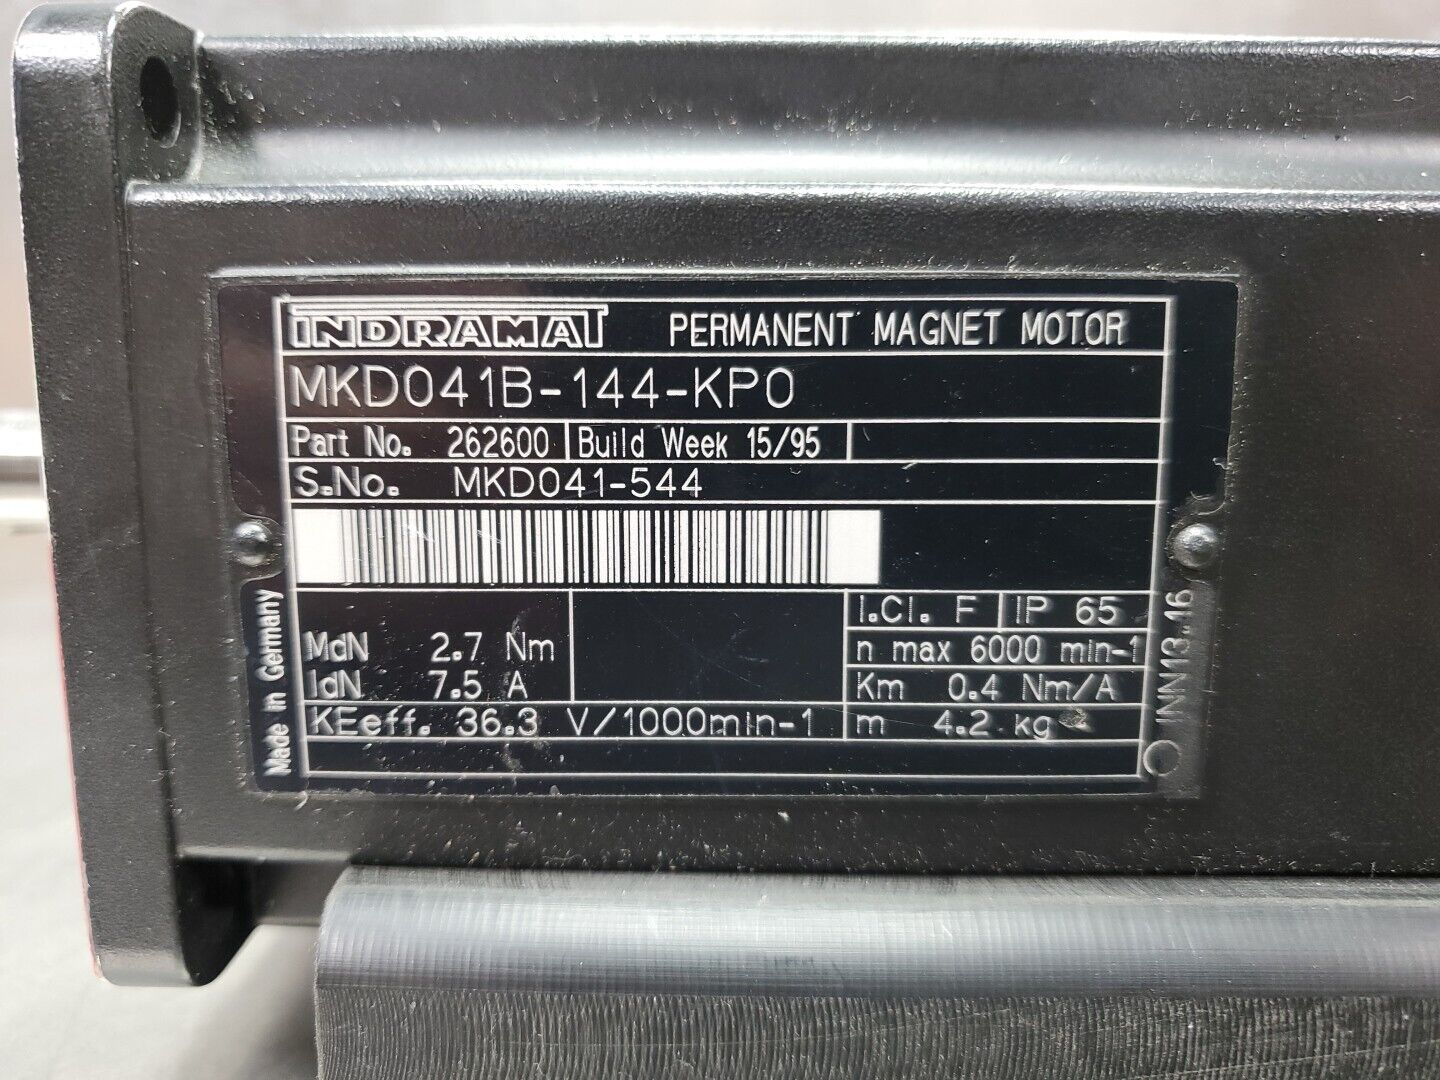 INDRAMAT PERMANENT MAGNET MOTOR
MKD041B-144-KP0
Part No. 262600 Build Week 15/95
S.No. MKD041-544
I.Cl. F IP 65
MdN 2.7 Nm
n max 6000 min-1
IdN 7.5 A
Km 0.4 Nm/A
KEeff. 36.3 V/1000min-1
m 4.2 kg
Made in Germany
INN13.16